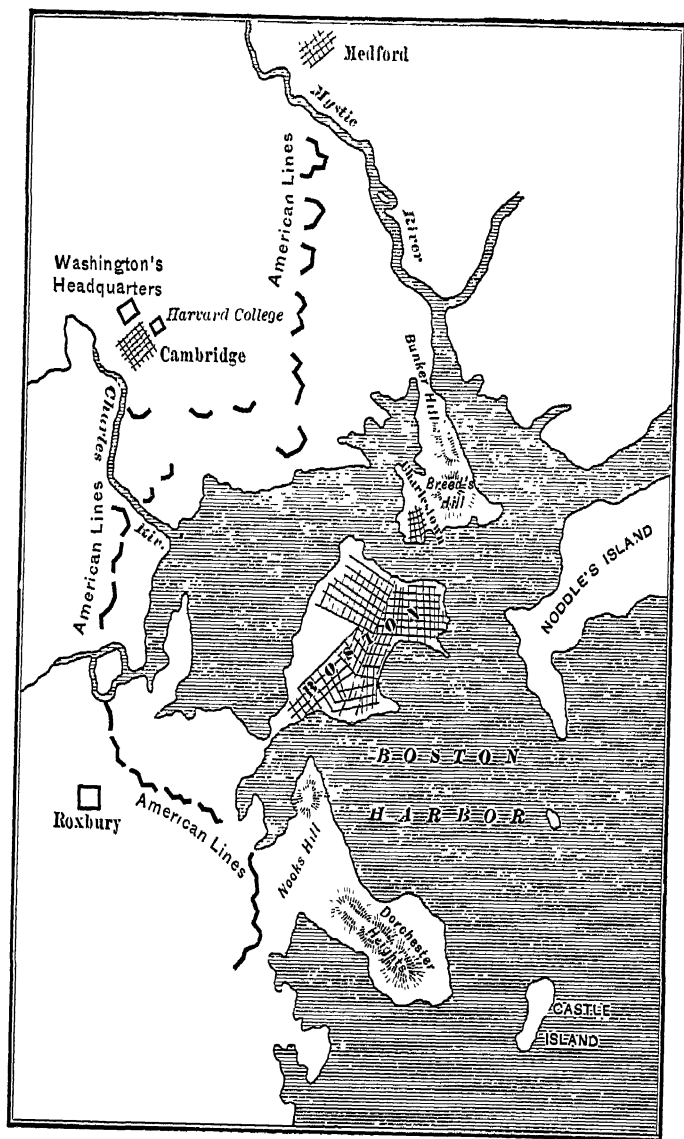 Medford
Mystic
River
American Lines
Washington's
Headquarters
Harvard College
Cambridge
Bunker Hill
Charles
Riv.
Charlestown
Breed's
Hill
American Lines
NODDLE'S ISLAND
BOSTON
BOSTON
HARBOR
Roxbury
American Lines
Nooks Hill
Dorchester
Heights
CASTLE
ISLAND